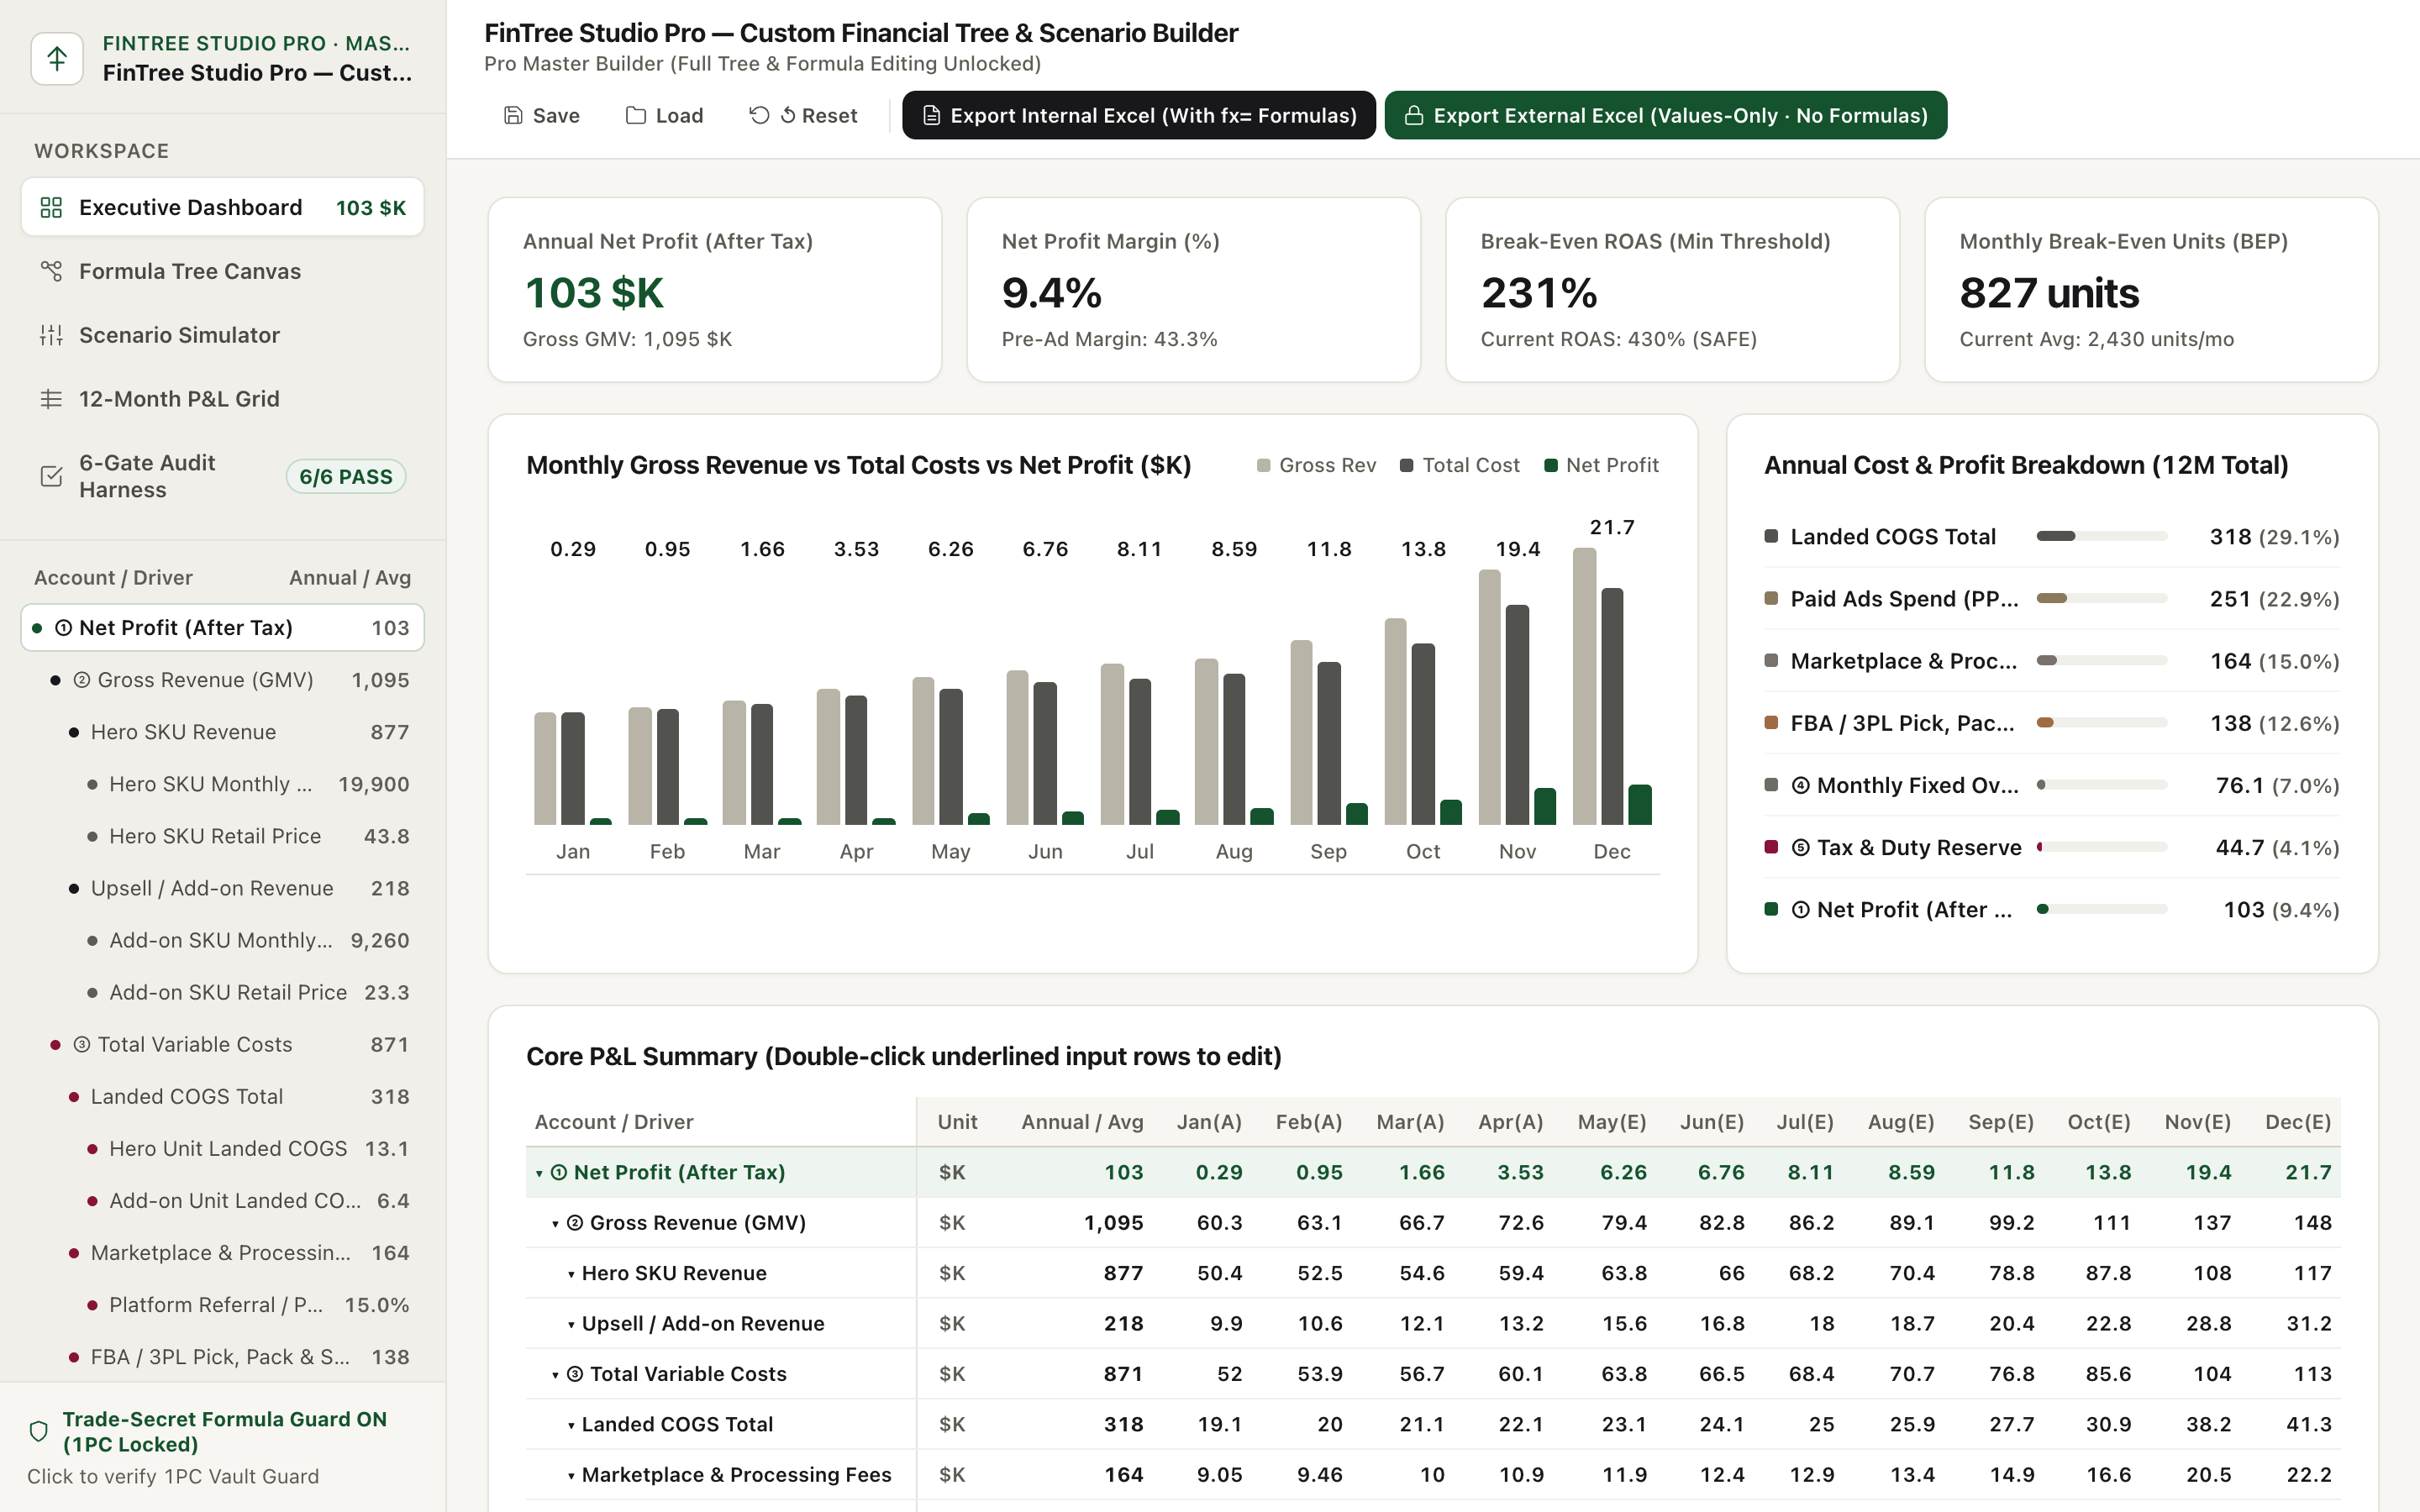 FINTREE STUDIO PRO · MAS...
FinTree Studio Pro — Cust...
WORKSPACE
Executive Dashboard 103 $K
Formula Tree Canvas
Scenario Simulator
12-Month P&L Grid
6-Gate Audit
Harness
6/6 PASS
Account / Driver Annual / Avg
① Net Profit (After Tax) 103
② Gross Revenue (GMV) 1,095
Hero SKU Revenue 877
Hero SKU Monthly ... 19,900
Hero SKU Retail Price 43.8
Upsell / Add-on Revenue 218
Add-on SKU Monthly... 9,260
Add-on SKU Retail Price 23.3
③ Total Variable Costs 871
Landed COGS Total 318
Hero Unit Landed COGS 13.1
Add-on Unit Landed CO... 6.4
Marketplace & Processin... 164
Platform Referral / P... 15.0%
FBA / 3PL Pick, Pack & S... 138
Trade-Secret Formula Guard ON
(1PC Locked)
Click to verify 1PC Vault Guard
FinTree Studio Pro — Custom Financial Tree & Scenario Builder
Pro Master Builder (Full Tree & Formula Editing Unlocked)
Save Load ↺ Reset Export Internal Excel (With fx= Formulas) Export External Excel (Values-Only · No Formulas)
Annual Net Profit (After Tax)
103 $K
Gross GMV: 1,095 $K
Net Profit Margin (%)
9.4%
Pre-Ad Margin: 43.3%
Break-Even ROAS (Min Threshold)
231%
Current ROAS: 430% (SAFE)
Monthly Break-Even Units (BEP)
827 units
Current Avg: 2,430 units/mo
Monthly Gross Revenue vs Total Costs vs Net Profit ($K)
Gross Rev Total Cost Net Profit
0.29 0.95 1.66 3.53 6.26 6.76 8.11 8.59 11.8 13.8 19.4 21.7
Jan Feb Mar Apr May Jun Jul Aug Sep Oct Nov Dec
Annual Cost & Profit Breakdown (12M Total)
Landed COGS Total 318 (29.1%)
Paid Ads Spend (PP... 251 (22.9%)
Marketplace & Proc... 164 (15.0%)
FBA / 3PL Pick, Pac... 138 (12.6%)
④ Monthly Fixed Ov... 76.1 (7.0%)
⑤ Tax & Duty Reserve 44.7 (4.1%)
① Net Profit (After ... 103 (9.4%)
Core P&L Summary (Double-click underlined input rows to edit)
Account / Driver Unit Annual / Avg Jan(A) Feb(A) Mar(A) Apr(A) May(E) Jun(E) Jul(E) Aug(E) Sep(E) Oct(E) Nov(E) Dec(E)
▾ ① Net Profit (After Tax) $K 103 0.29 0.95 1.66 3.53 6.26 6.76 8.11 8.59 11.8 13.8 19.4 21.7
▾ ② Gross Revenue (GMV) $K 1,095 60.3 63.1 66.7 72.6 79.4 82.8 86.2 89.1 99.2 111 137 148
▾ Hero SKU Revenue $K 877 50.4 52.5 54.6 59.4 63.8 66 68.2 70.4 78.8 87.8 108 117
▾ Upsell / Add-on Revenue $K 218 9.9 10.6 12.1 13.2 15.6 16.8 18 18.7 20.4 22.8 28.8 31.2
▾ ③ Total Variable Costs $K 871 52 53.9 56.7 60.1 63.8 66.5 68.4 70.7 76.8 85.6 104 113
▾ Landed COGS Total $K 318 19.1 20 21.1 22.1 23.1 24.1 25 25.9 27.7 30.9 38.2 41.3
▾ Marketplace & Processing Fees $K 164 9.05 9.46 10 10.9 11.9 12.4 12.9 13.4 14.9 16.6 20.5 22.2